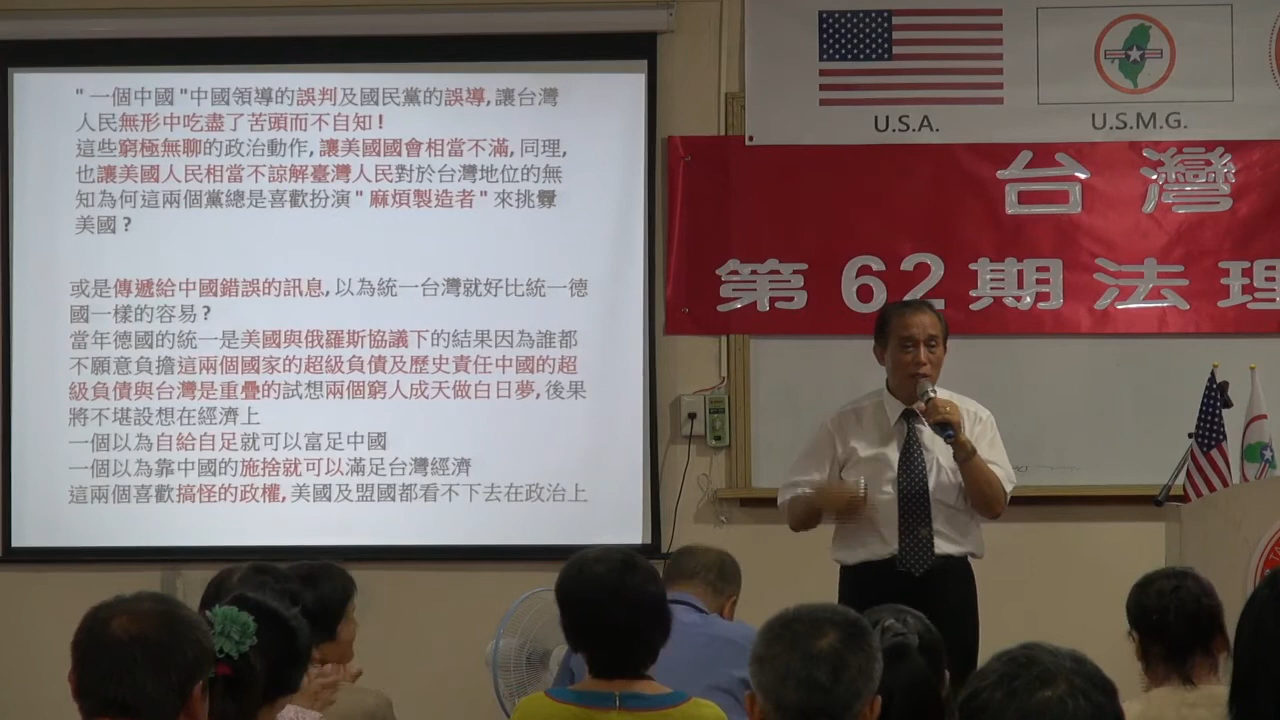 " 一個中國 "中國領導的誤判及國民黨的誤導, 讓台灣
人民無形中吃盡了苦頭而不自知 !
這些窮極無聊的政治動作, 讓美國國會相當不滿, 同理,
也讓美國人民相當不諒解臺灣人民對於台灣地位的無
知為何這兩個黨總是喜歡扮演 " 麻煩製造者 " 來挑釁
美國 ?
或是傳遞給中國錯誤的訊息, 以為統一台灣就好比統一德
國一樣的容易 ?
當年德國的統一是美國與俄羅斯協議下的結果因為誰都
不願意負擔這兩個國家的超級負債及歷史責任中國的超
級負債與台灣是重疊的試想兩個窮人成天做白日夢, 後果
將不堪設想在經濟上
一個以為自給自足就可以富足中國
一個以為靠中國的施捨就可以滿足台灣經濟
這兩個喜歡搞怪的政權, 美國及盟國都看不下去在政治上
U.S.A.
U.S.M.G.
台灣
第62期法理